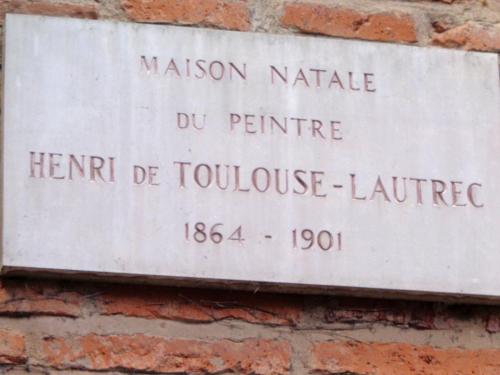 MAISON NATALE
DU PEINTRE
HENRI DE TOULOUSE-LAUTREC
1864 - 1901